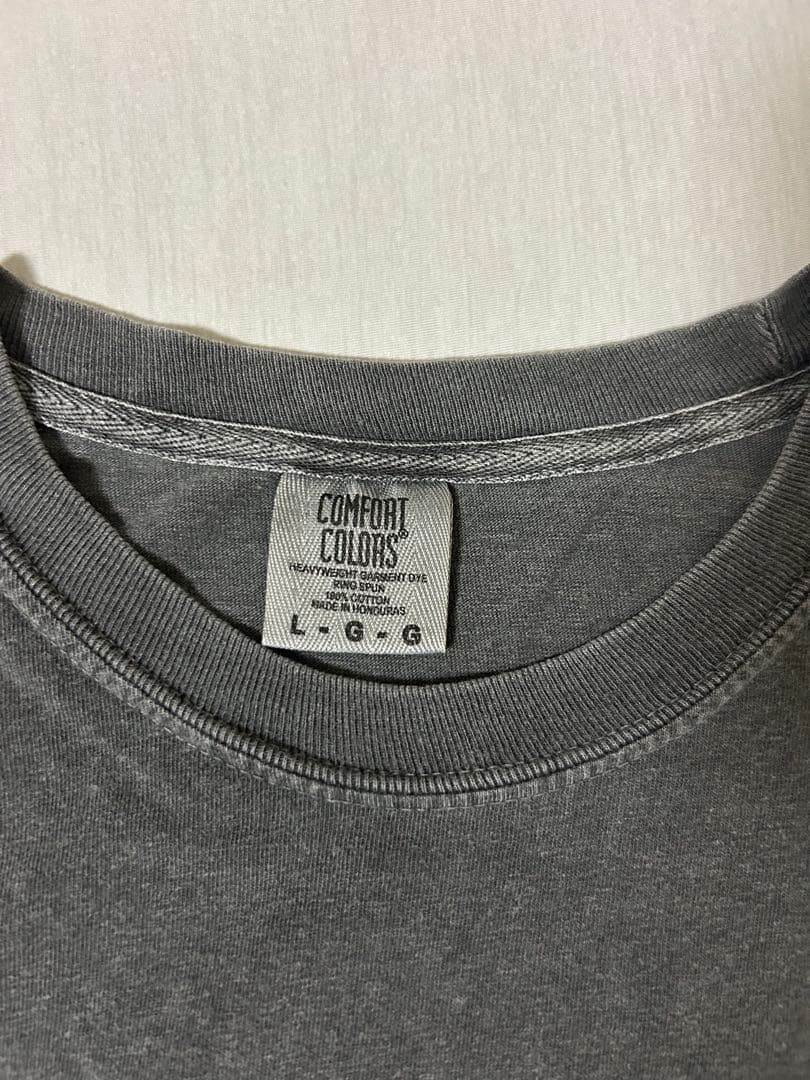 COMFORT
COLORS®
HEAVYWEIGHT GARMENT DYE
RING SPUN
100% COTTON
MADE IN HONDURAS
L - G - G